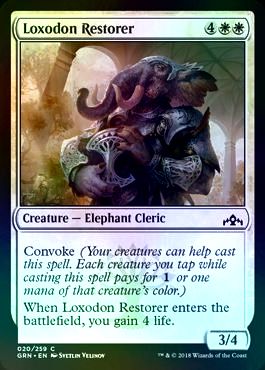 Loxodon Restorer 4
Creature — Elephant Cleric
Convoke (Your creatures can help cast
this spell. Each creature you tap while
casting this spell pays for 1 or one
mana of that creature's color.)
When Loxodon Restorer enters the
battlefield, you gain 4 life.
3/4
020/259 C
GRN • EN Svetlin Velinov
™ & © 2018 Wizards of the Coast